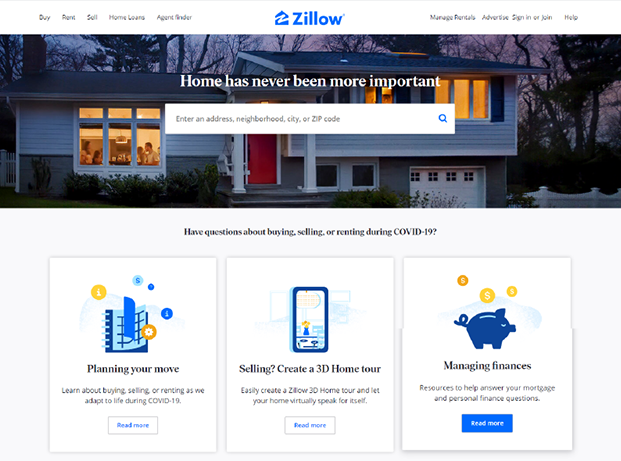 Buy Rent Sell Home Loans Agent finder Zillow Manage Rentals Advertise Sign in or Join Help
Home has never been more important
Enter an address, neighborhood, city, or ZIP code
Have questions about buying, selling, or renting during COVID-19?
Planning your move
Learn about buying, selling, or renting as we
adapt to life during COVID-19.
Read more
Selling? Create a 3D Home tour
Easily create a Zillow 3D Home tour and let
your home virtually speak for itself.
Read more
Managing finances
Resources to help answer your mortgage
and personal finance questions.
Read more